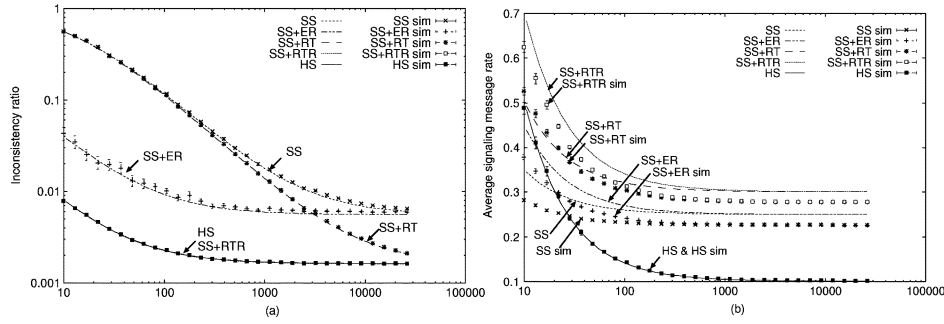 Inconsistency ratio
1
0.1
0.01
0.001
10
100
1000
10000
100000
(a)
SS
SS+ER
SS+RT
SS+RTR
HS
SS sim
SS+ER sim
SS+RT sim
SS+RTR sim
HS sim
SS
SS+ER
HS
SS+RTR
SS+RT
Average signaling message rate
0.7
0.6
0.5
0.4
0.3
0.2
0.1
10
100
1000
10000
100000
(b)
SS
SS+ER
SS+RT
SS+RTR
HS
SS sim
SS+ER sim
SS+RT sim
SS+RTR sim
HS sim
SS+RTR
SS+RTR sim
SS+RT
SS+RT sim
SS+ER
SS+ER sim
SS
SS sim
HS & HS sim